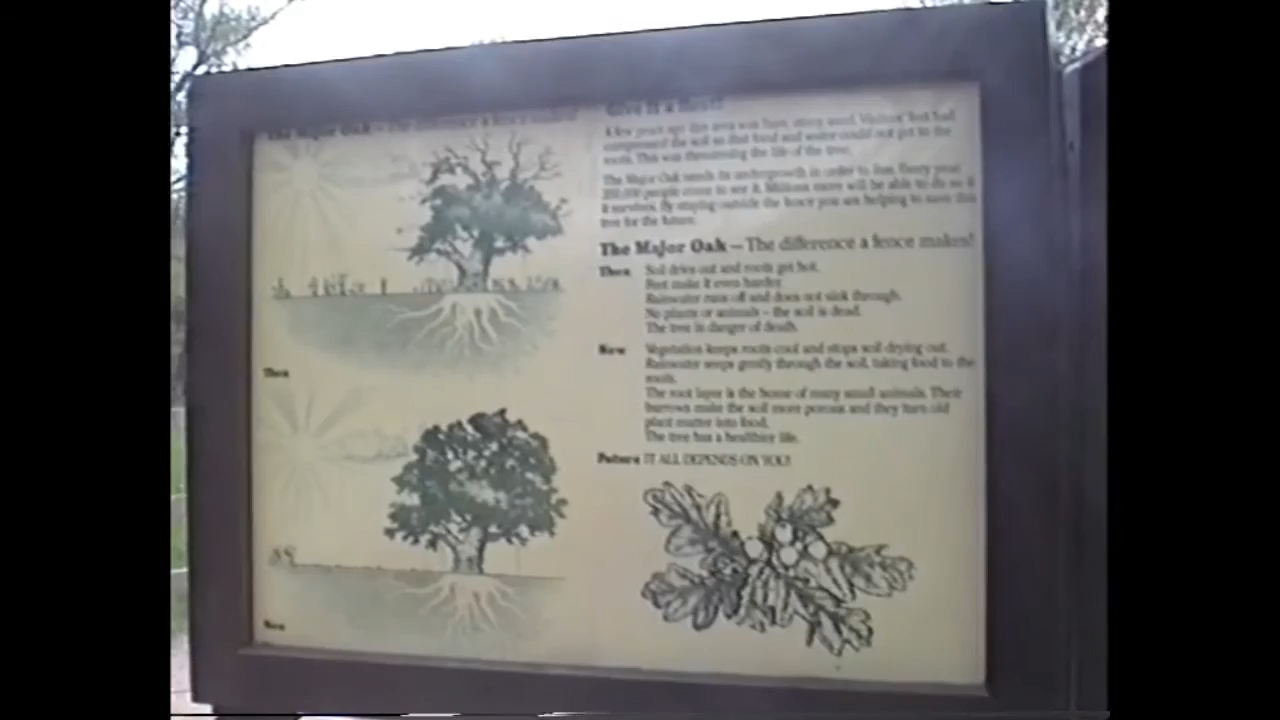 The Major Oak – The difference a fence makes!
Then
Now
Give it a Rest!
A few years ago this area was bare, stony sand. Visitors' feet had
compressed the soil so that food and water could not get to the
roots. This was threatening the life of the tree.
The Major Oak needs its undergrowth in order to live. Every year
people come to see it. Millions more will be able to do so if
it survives. By staying outside the fence you are helping to save this
tree for the future.
The Major Oak – The difference a fence makes!
Then Soil dries out and roots get hot.
Feet make it even harder.
Rainwater runs off and does not sink through.
No plants or animals – the soil is dead.
The tree in danger of death.
Now Vegetation keeps roots cool and stops soil drying out.
Rainwater seeps gently through the soil, taking food to the
roots.
The root layer is the home of many small animals. Their
burrows make the soil more porous and they turn old
plant matter into food.
The tree has a healthier life.
Future IT ALL DEPENDS ON YOU!